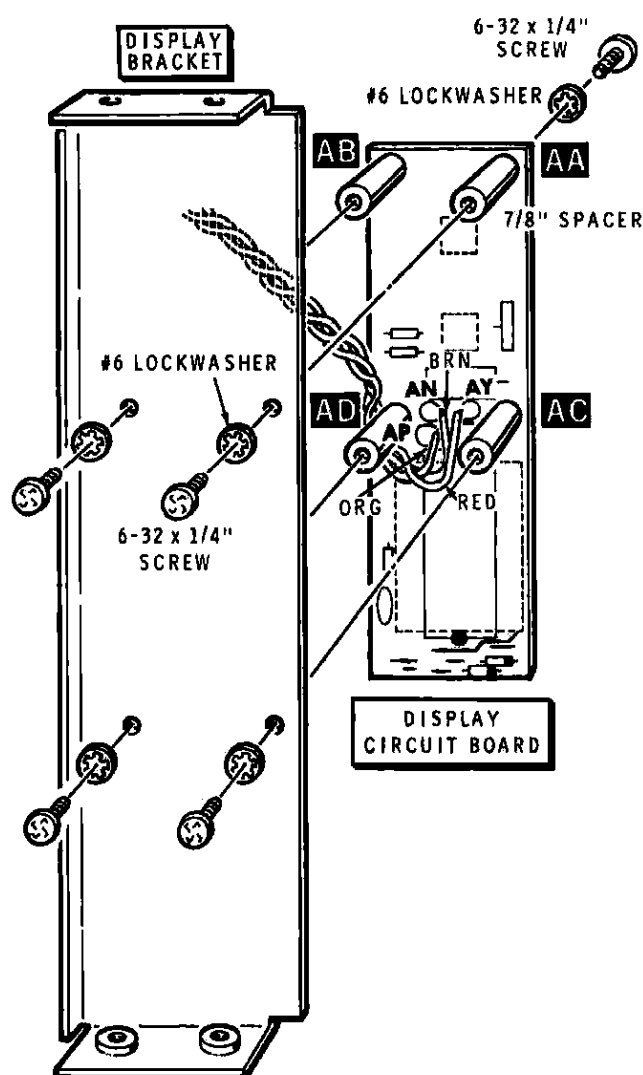 DISPLAY
BRACKET
6-32 x 1/4"
SCREW
#6 LOCKWASHER
AB
AA
7/8" SPACER
BRN
#6 LOCKWASHER
AN
AY
AD
AC
AP
ORG
RED
6-32 x 1/4"
SCREW
DISPLAY
CIRCUIT BOARD